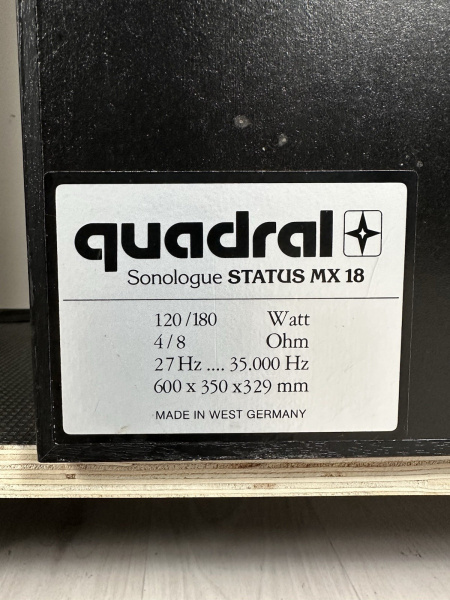 quadral
Sonologue STATUS MX 18
120/180 Watt
4/8 Ohm
27 Hz .... 35.000 Hz
600 x 350 x 329 mm
MADE IN WEST GERMANY